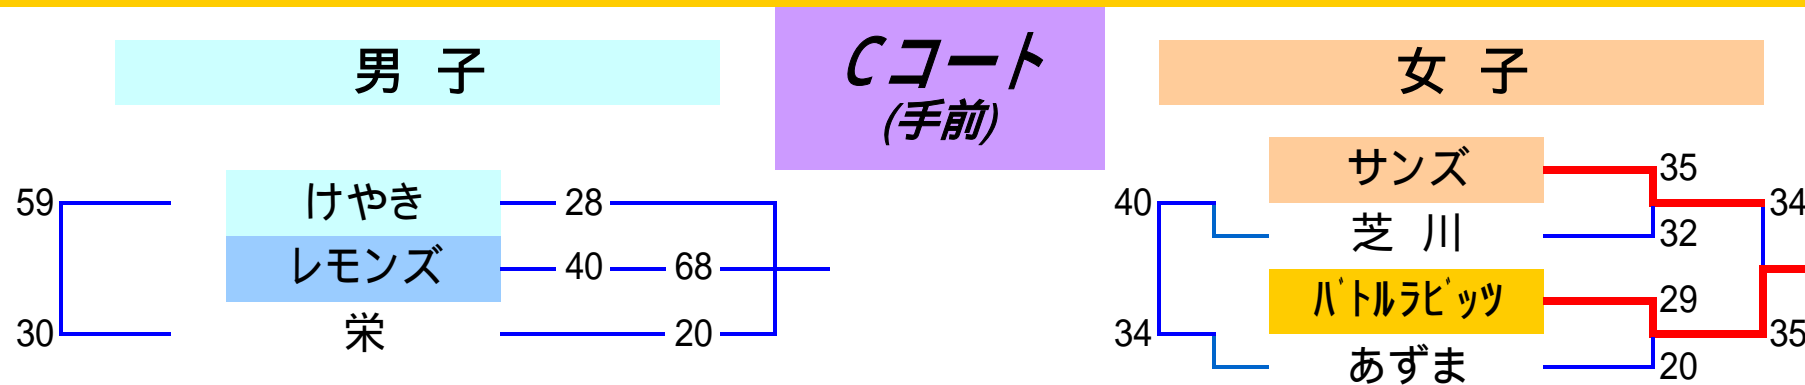 男 子
Cコート
(手前)
女 子
59 けやき 28
レモンズ 40 68
30 栄 20
サンズ 35
40 芝 川 32 34
バトルラビッツ 29
34 あずま 20 35